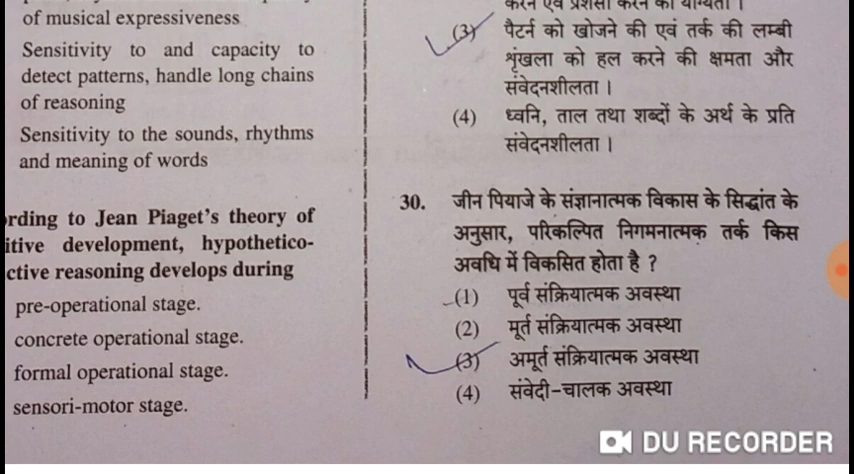 of musical expressiveness
Sensitivity to and capacity to
detect patterns, handle long chains
of reasoning
Sensitivity to the sounds, rhythms
and meaning of words
rding to Jean Piaget's theory of
itive development, hypothetico-
ctive reasoning develops during
pre-operational stage.
concrete operational stage.
formal operational stage.
sensori-motor stage.
करने एवं प्रशंसा करने की योग्यता ।
(3) पैटर्न को खोजने की एवं तर्क की लम्बी
शृंखला को हल करने की क्षमता और
संवेदनशीलता ।
(4) ध्वनि, ताल तथा शब्दों के अर्थ के प्रति
संवेदनशीलता ।
30. जीन पियाजे के संज्ञानात्मक विकास के सिद्धांत के
अनुसार, परिकल्पित निगमनात्मक तर्क किस
अवधि में विकसित होता है ?
(1) पूर्व संक्रियात्मक अवस्था
(2) मूर्त संक्रियात्मक अवस्था
(3) अमूर्त संक्रियात्मक अवस्था
(4) संवेदी-चालक अवस्था
DU RECORDER